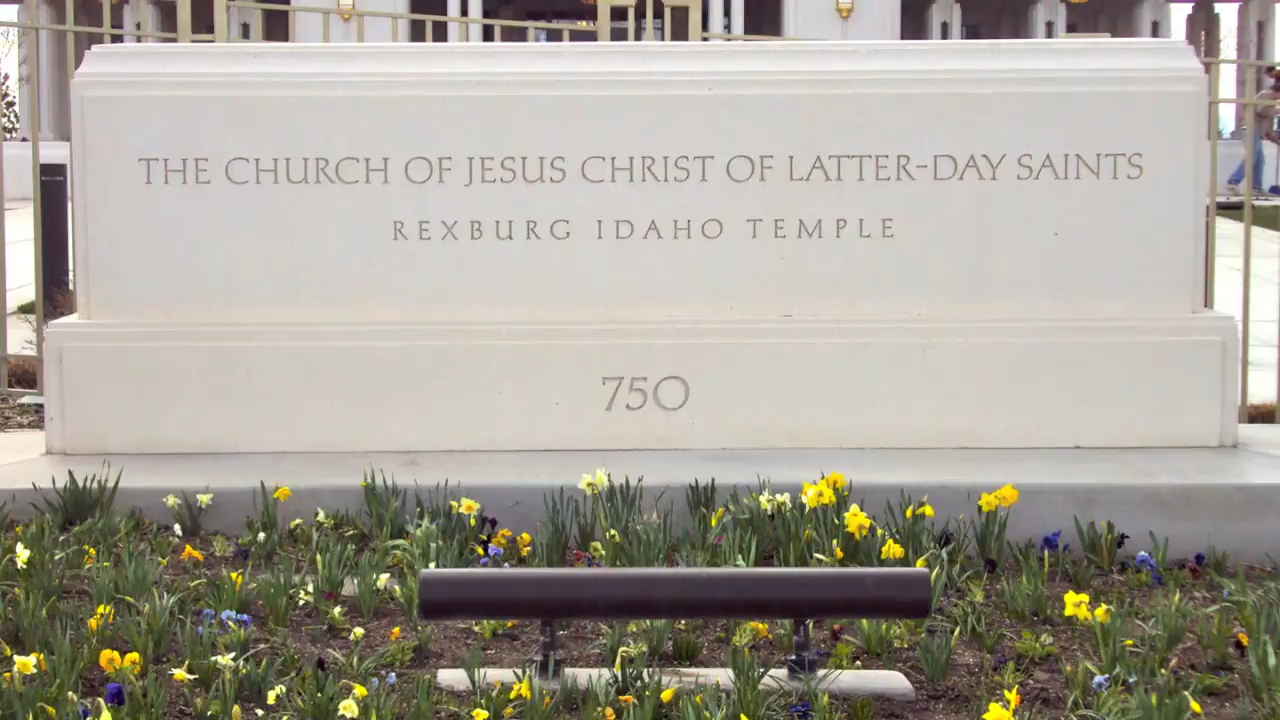 THE CHURCH OF JESUS CHRIST OF LATTER-DAY SAINTS
REXBURG IDAHO TEMPLE
750